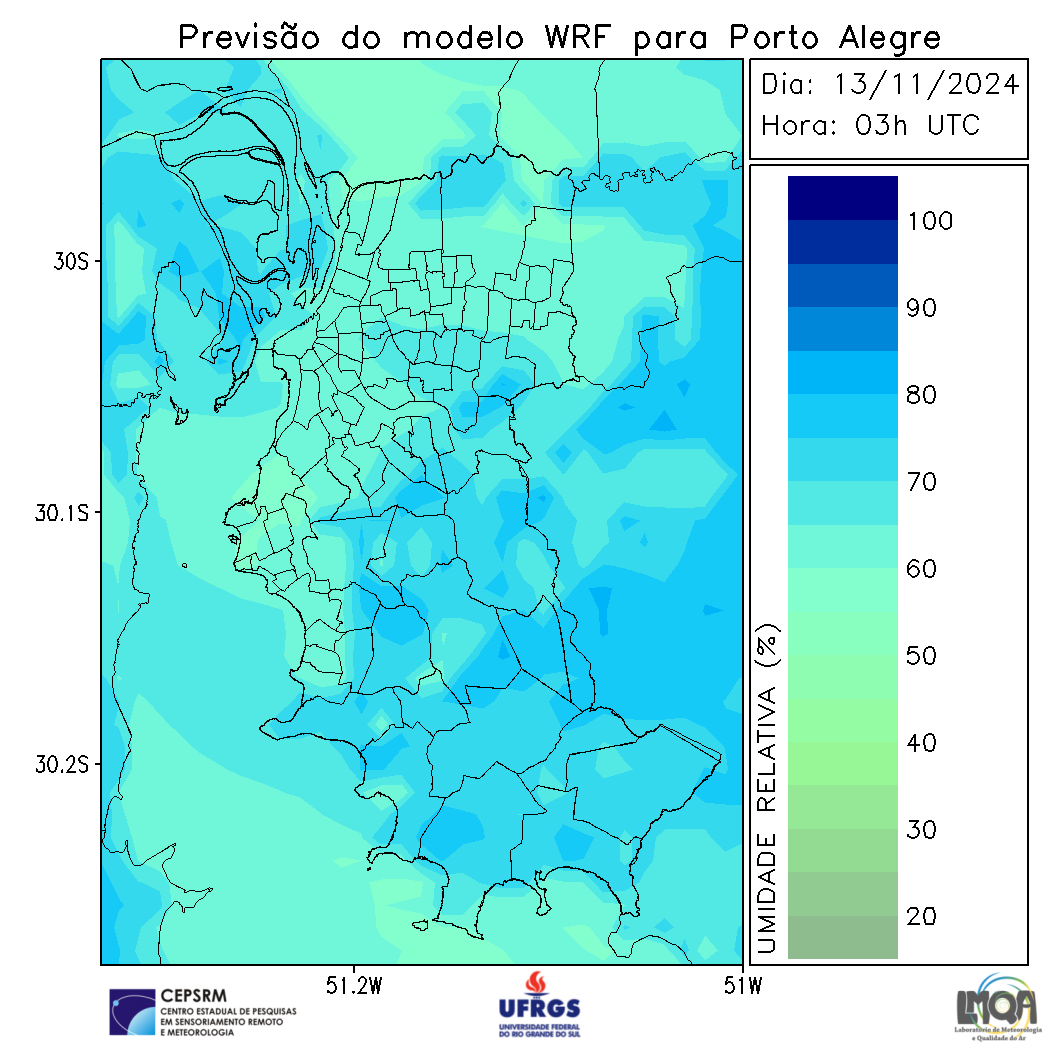 Previsão do modelo WRF para Porto Alegre
Dia: 13/11/2024
Hora: 03h UTC
30S
30.1S
30.2S
51.2W
51W
100
90
80
70
60
50
40
30
20
UMIDADE RELATIVA (%)
CEPSRM
CENTRO ESTADUAL DE PESQUISAS
EM SENSORIAMENTO REMOTO
E METEOROLOGIA
UFRGS
UNIVERSIDADE FEDERAL
DO RIO GRANDE DO SUL
LMQA
Laboratório de Meteorologia
e Qualidade do Ar